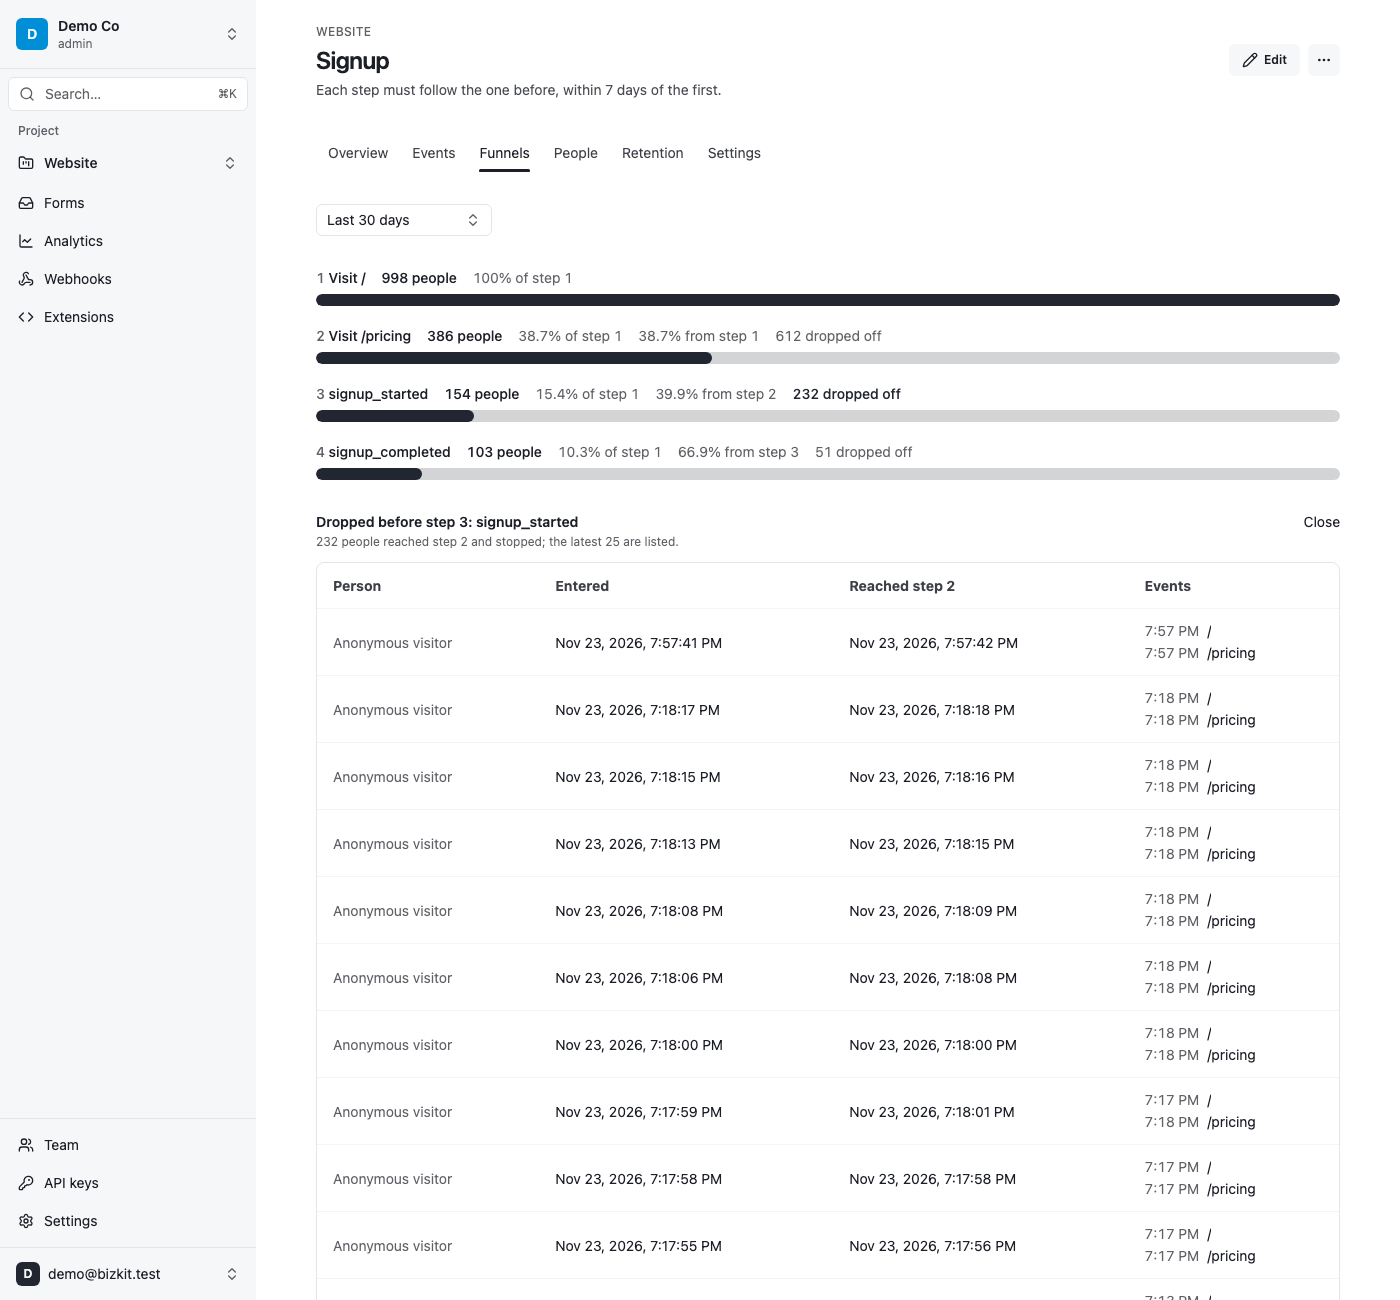 D
Demo Co
admin
Search...
⌘K
Project
Website
Forms
Analytics
Webhooks
Extensions
Team
API keys
Settings
D
demo@bizkit.test
WEBSITE
Signup
Each step must follow the one before, within 7 days of the first.
Edit
Overview Events Funnels People Retention Settings
Last 30 days
1 Visit / 998 people 100% of step 1
2 Visit /pricing 386 people 38.7% of step 1 38.7% from step 1 612 dropped off
3 signup_started 154 people 15.4% of step 1 39.9% from step 2 232 dropped off
4 signup_completed 103 people 10.3% of step 1 66.9% from step 3 51 dropped off
Dropped before step 3: signup_started
Close
232 people reached step 2 and stopped; the latest 25 are listed.
Person Entered Reached step 2 Events
Anonymous visitor Nov 23, 2026, 7:57:41 PM Nov 23, 2026, 7:57:42 PM 7:57 PM /
7:57 PM /pricing
Anonymous visitor Nov 23, 2026, 7:18:17 PM Nov 23, 2026, 7:18:18 PM 7:18 PM /
7:18 PM /pricing
Anonymous visitor Nov 23, 2026, 7:18:15 PM Nov 23, 2026, 7:18:16 PM 7:18 PM /
7:18 PM /pricing
Anonymous visitor Nov 23, 2026, 7:18:13 PM Nov 23, 2026, 7:18:15 PM 7:18 PM /
7:18 PM /pricing
Anonymous visitor Nov 23, 2026, 7:18:08 PM Nov 23, 2026, 7:18:09 PM 7:18 PM /
7:18 PM /pricing
Anonymous visitor Nov 23, 2026, 7:18:06 PM Nov 23, 2026, 7:18:08 PM 7:18 PM /
7:18 PM /pricing
Anonymous visitor Nov 23, 2026, 7:18:00 PM Nov 23, 2026, 7:18:00 PM 7:18 PM /
7:18 PM /pricing
Anonymous visitor Nov 23, 2026, 7:17:59 PM Nov 23, 2026, 7:18:01 PM 7:17 PM /
7:18 PM /pricing
Anonymous visitor Nov 23, 2026, 7:17:58 PM Nov 23, 2026, 7:17:58 PM 7:17 PM /
7:17 PM /pricing
Anonymous visitor Nov 23, 2026, 7:17:55 PM Nov 23, 2026, 7:17:56 PM 7:17 PM /
7:17 PM /pricing